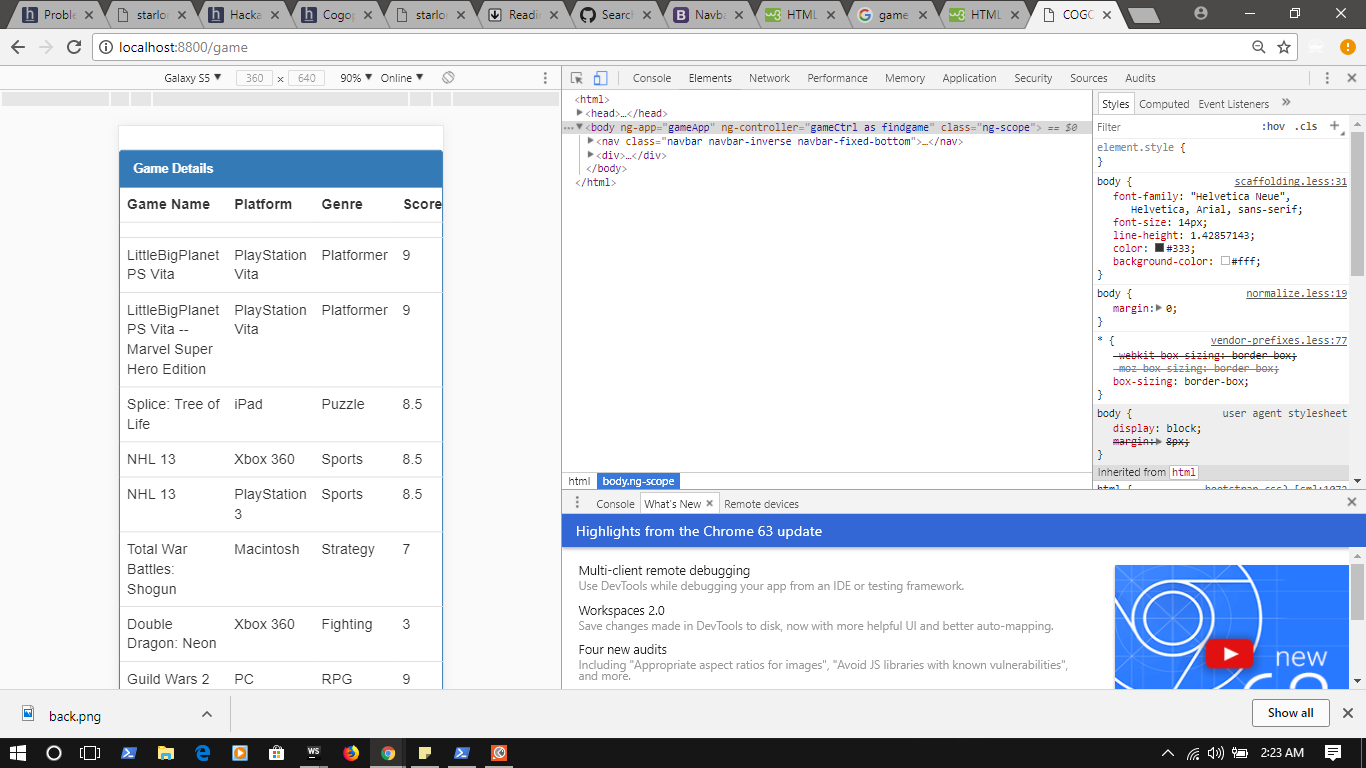 Proble
starlo
Hacka
Cogop
starlo
Readin
Search
Navba
HTML
game
HTML
COGO
localhost:8800/game
Galaxy S5 ▼ 360 × 640 90% ▼ Online ▼
Console Elements Network Performance Memory Application Security Sources Audits
Game Details
Game Name Platform Genre Score
LittleBigPlanet PS Vita PlayStation Vita Platformer 9
LittleBigPlanet PS Vita -- Marvel Super Hero Edition PlayStation Vita Platformer 9
Splice: Tree of Life iPad Puzzle 8.5
NHL 13 Xbox 360 Sports 8.5
NHL 13 PlayStation 3 Sports 8.5
Total War Battles: Shogun Macintosh Strategy 7
Double Dragon: Neon Xbox 360 Fighting 3
Guild Wars 2 PC RPG 9
<html>
▶<head>…</head>
…▼<body ng-app="gameApp" ng-controller="gameCtrl as findgame" class="ng-scope"> == $0
▶<nav class="navbar navbar-inverse navbar-fixed-bottom">…</nav>
▶<div>…</div>
</body>
</html>
html body.ng-scope
Styles Computed Event Listeners »
Filter :hov .cls +
element.style {
}
body { scaffolding.less:31
font-family: "Helvetica Neue",
Helvetica, Arial, sans-serif;
font-size: 14px;
line-height: 1.42857143;
color: #333;
background-color: #fff;
}
body { normalize.less:19
margin:▶ 0;
}
* { vendor-prefixes.less:77
-webkit-box-sizing: border-box;
-moz-box-sizing: border-box;
box-sizing: border-box;
}
body { user agent stylesheet
display: block;
margin:▶ 8px;
}
Inherited from html
Console What's New × Remote devices
Highlights from the Chrome 63 update
Multi-client remote debugging
Use DevTools while debugging your app from an IDE or testing framework.
Workspaces 2.0
Save changes made in DevTools to disk, now with more helpful UI and better auto-mapping.
Four new audits
Including "Appropriate aspect ratios for images", "Avoid JS libraries with known vulnerabilities",
and more.
new
back.png
Show all
WS
2:23 AM